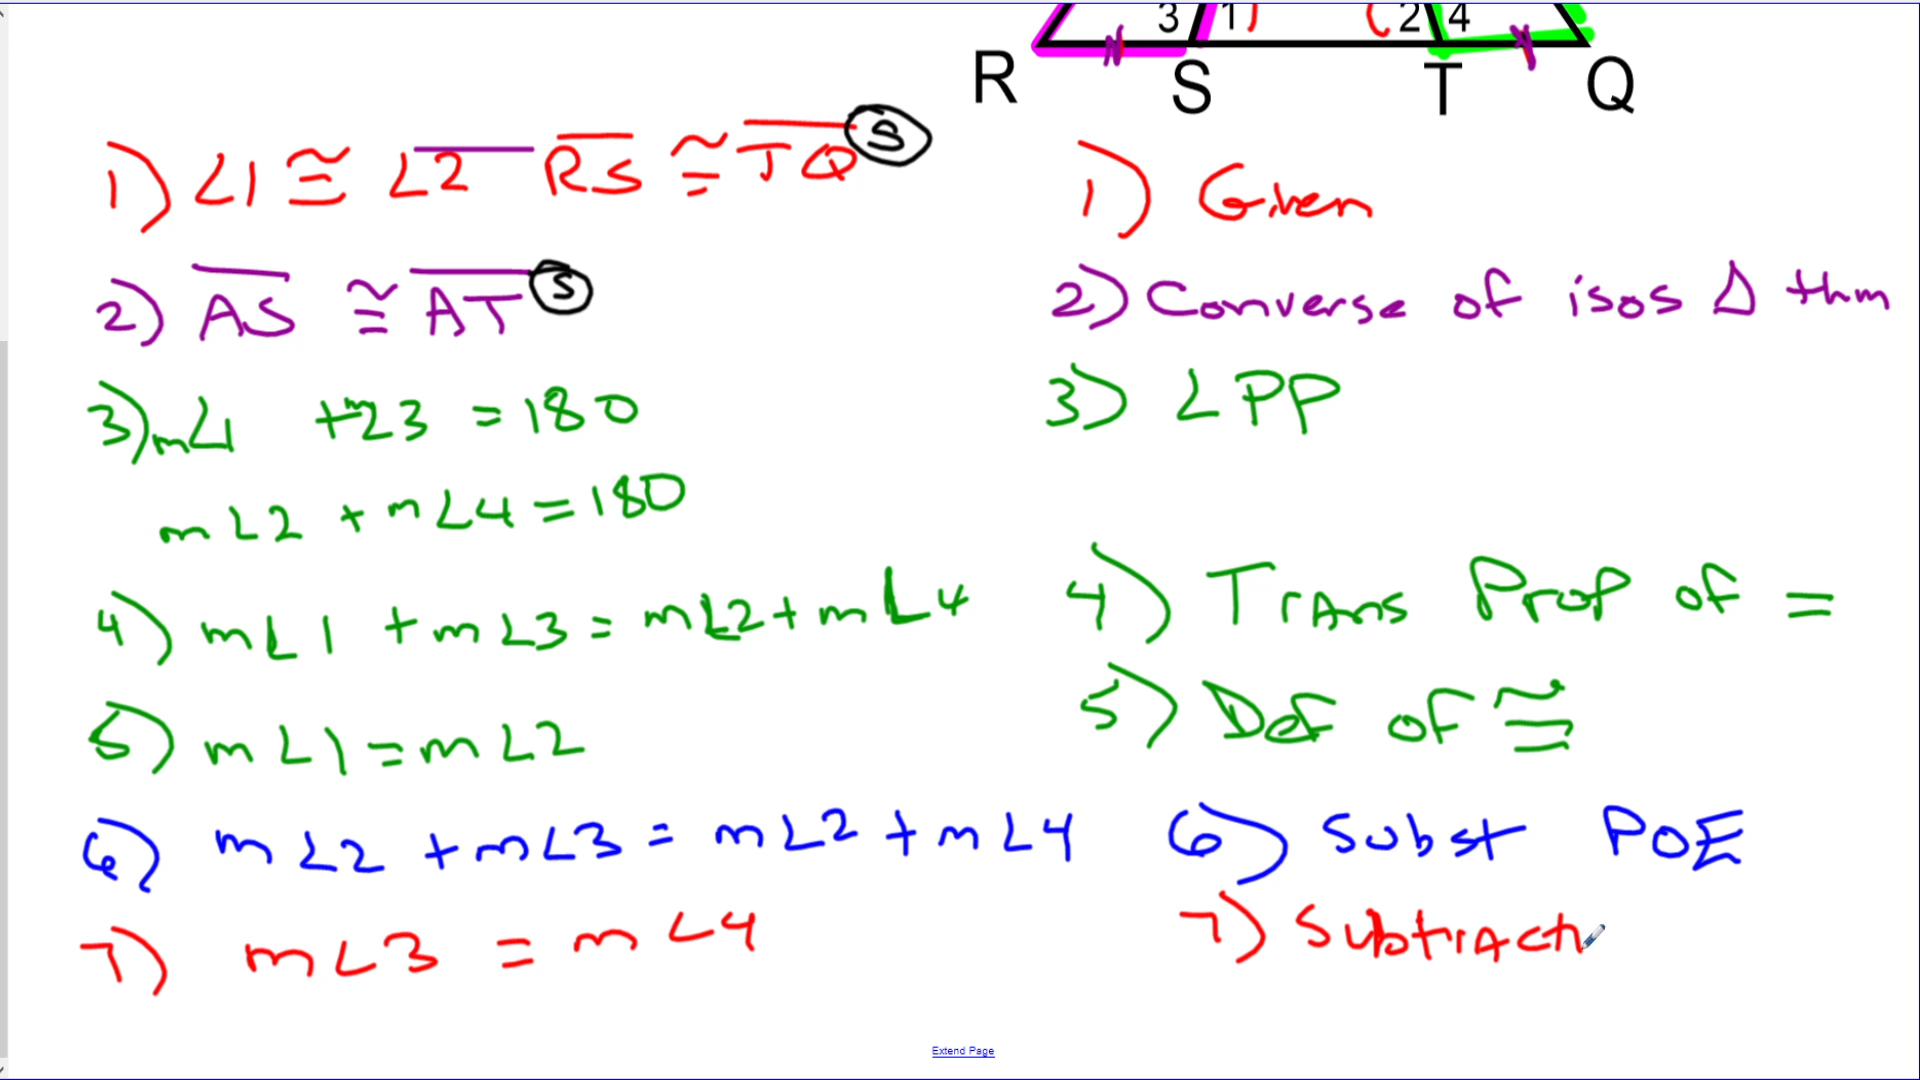 3 1 2 4
R S T Q
1) ∠1 ≅ ∠2 RS ≅ TQ S 1) Given
2) AS ≅ AT S 2) Converse of isos Δ thm
3) m∠1 + m∠3 = 180 3) LPP
m∠2 + m∠4 = 180
4) m∠1 + m∠3 = m∠2 + m∠4 4) Trans Prop of =
5) m∠1 = m∠2 5) Def of ≅
6) m∠2 + m∠3 = m∠2 + m∠4 6) Subst POE
7) m∠3 = m∠4 7) Subtract
Extend Page